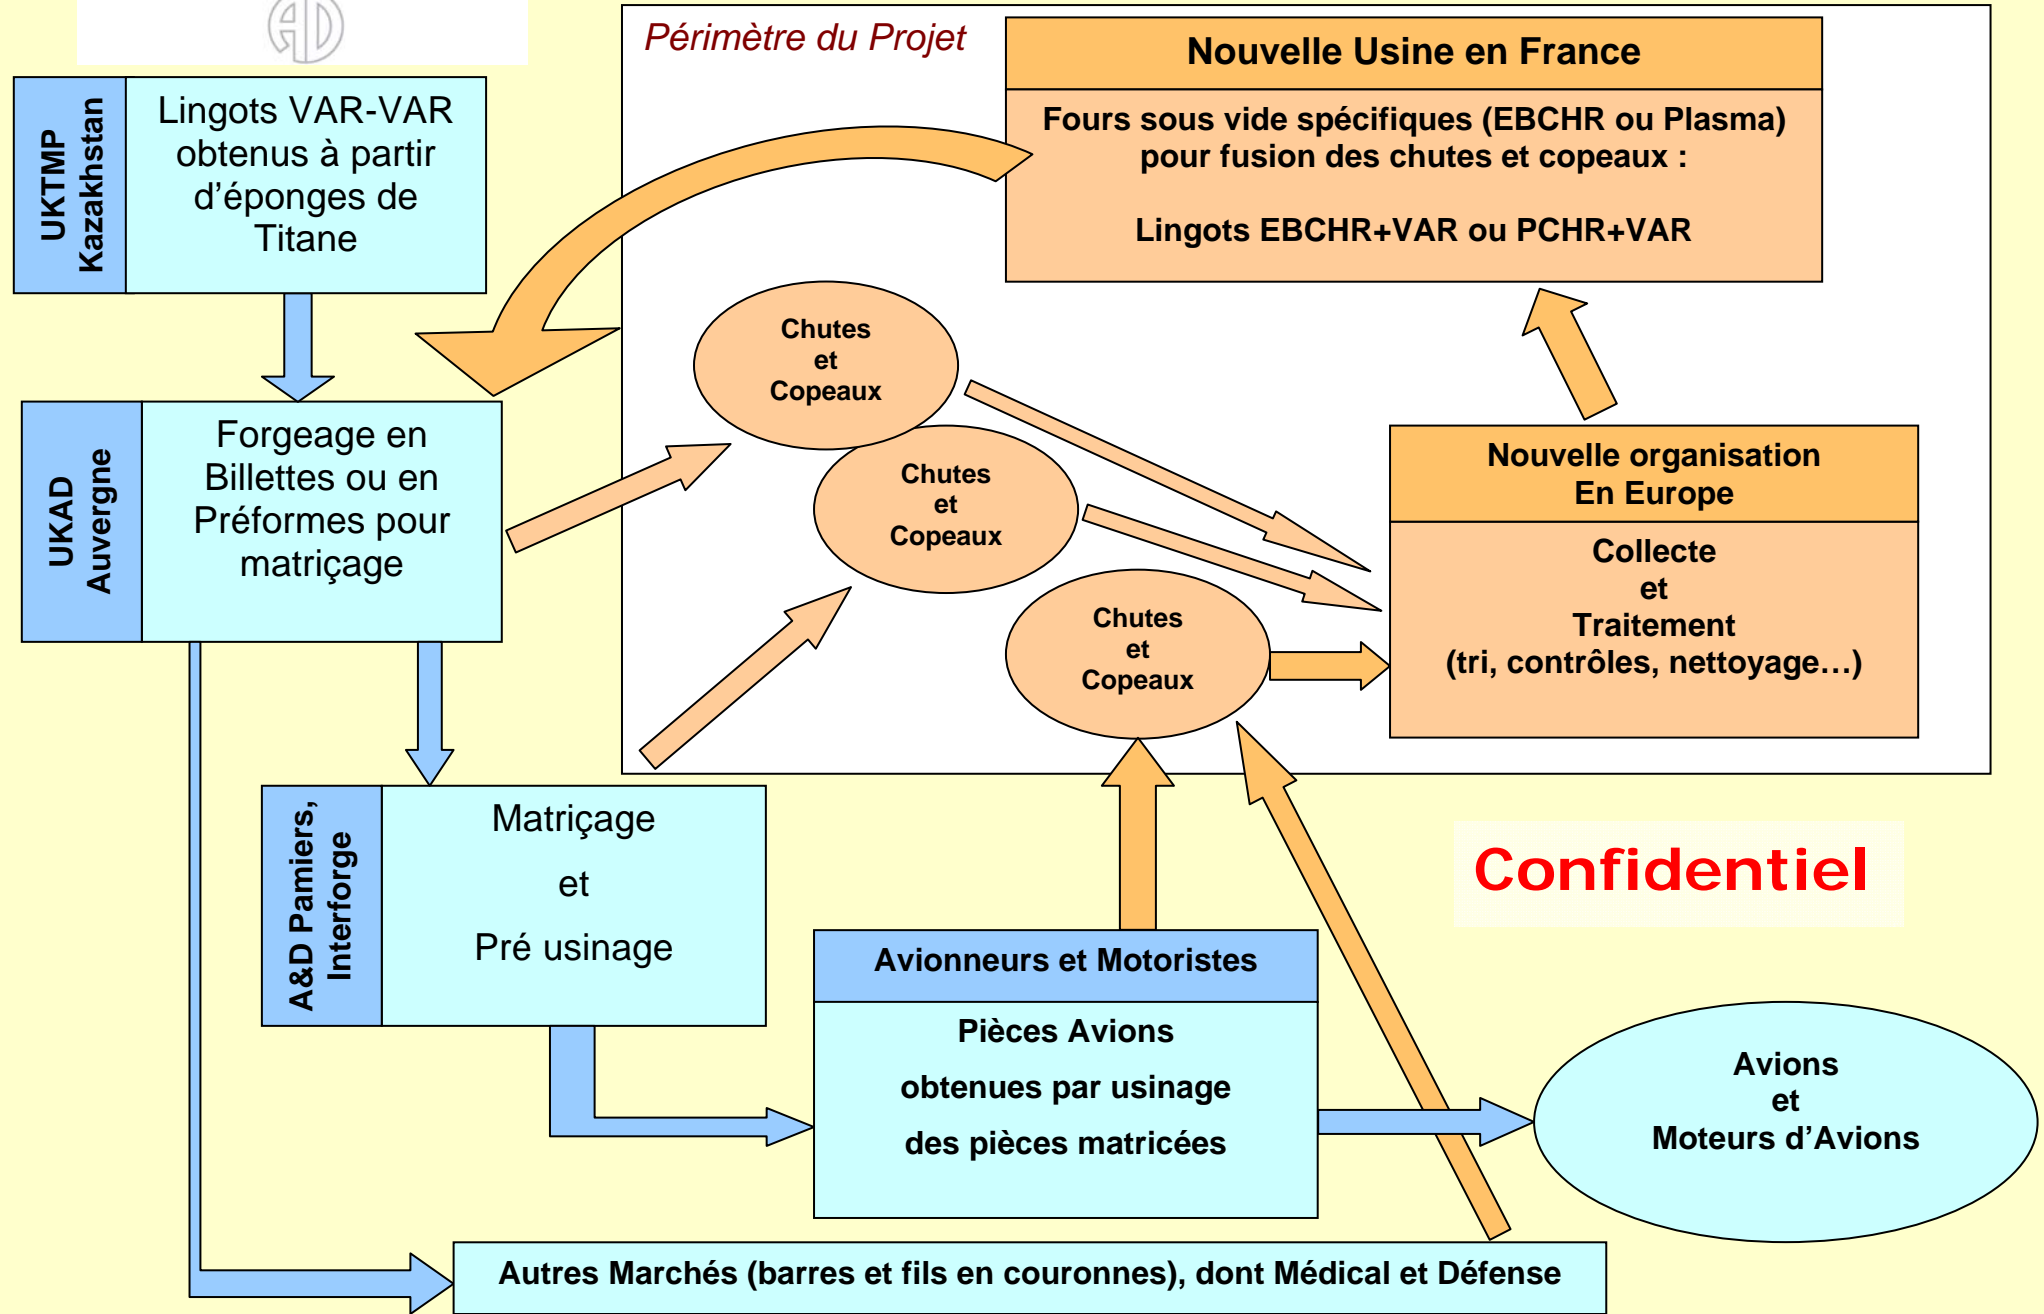 AD
Périmètre du Projet
Nouvelle Usine en France
Fours sous vide spécifiques (EBCHR ou Plasma)
pour fusion des chutes et copeaux :
Lingots EBCHR+VAR ou PCHR+VAR
UKTMP
Kazakhstan
Lingots VAR-VAR
obtenus à partir
d’éponges de
Titane
Chutes
et
Copeaux
UKAD
Auvergne
Forgeage en
Billettes ou en
Préformes pour
matriçage
Chutes
et
Copeaux
Nouvelle organisation
En Europe
Collecte
et
Traitement
(tri, contrôles, nettoyage…)
Chutes
et
Copeaux
A&D Pamiers,
Interforge
Matriçage
et
Pré usinage
Confidentiel
Avionneurs et Motoristes
Pièces Avions
obtenues par usinage
des pièces matricées
Avions
et
Moteurs d’Avions
Autres Marchés (barres et fils en couronnes), dont Médical et Défense